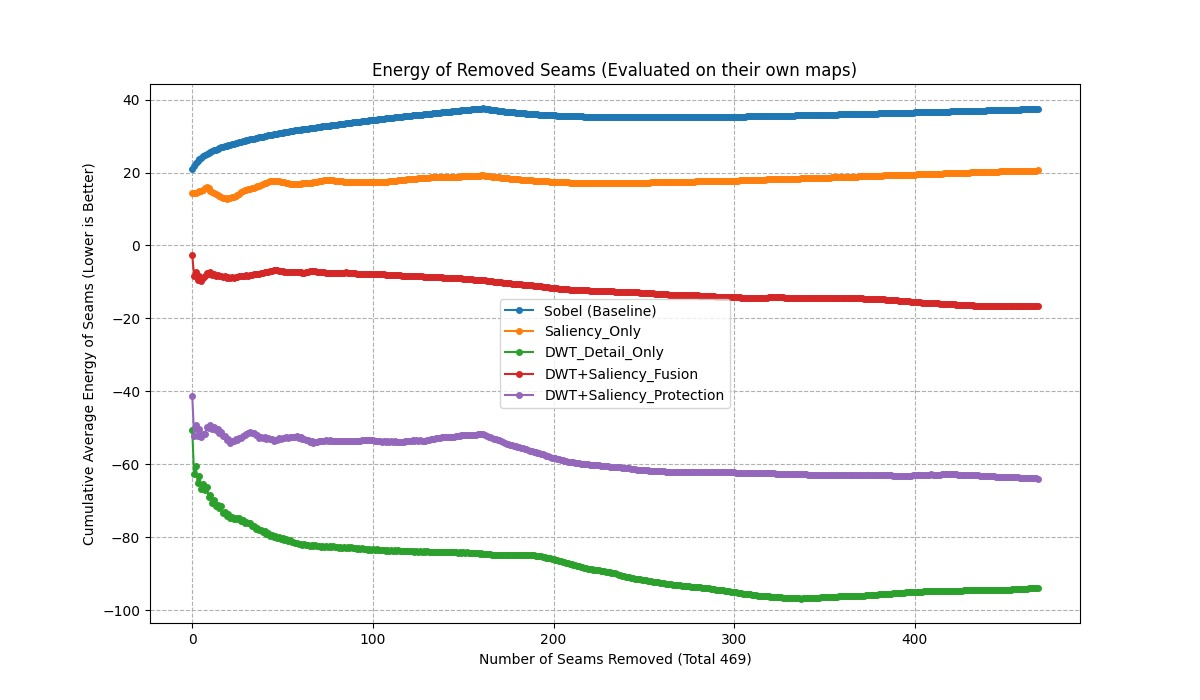 Energy of Removed Seams (Evaluated on their own maps)
Cumulative Average Energy of Seams (Lower is Better)
40
20
0
−20
−40
−60
−80
−100
Sobel (Baseline)
Saliency_Only
DWT_Detail_Only
DWT+Saliency_Fusion
DWT+Saliency_Protection
0
100
200
300
400
Number of Seams Removed (Total 469)